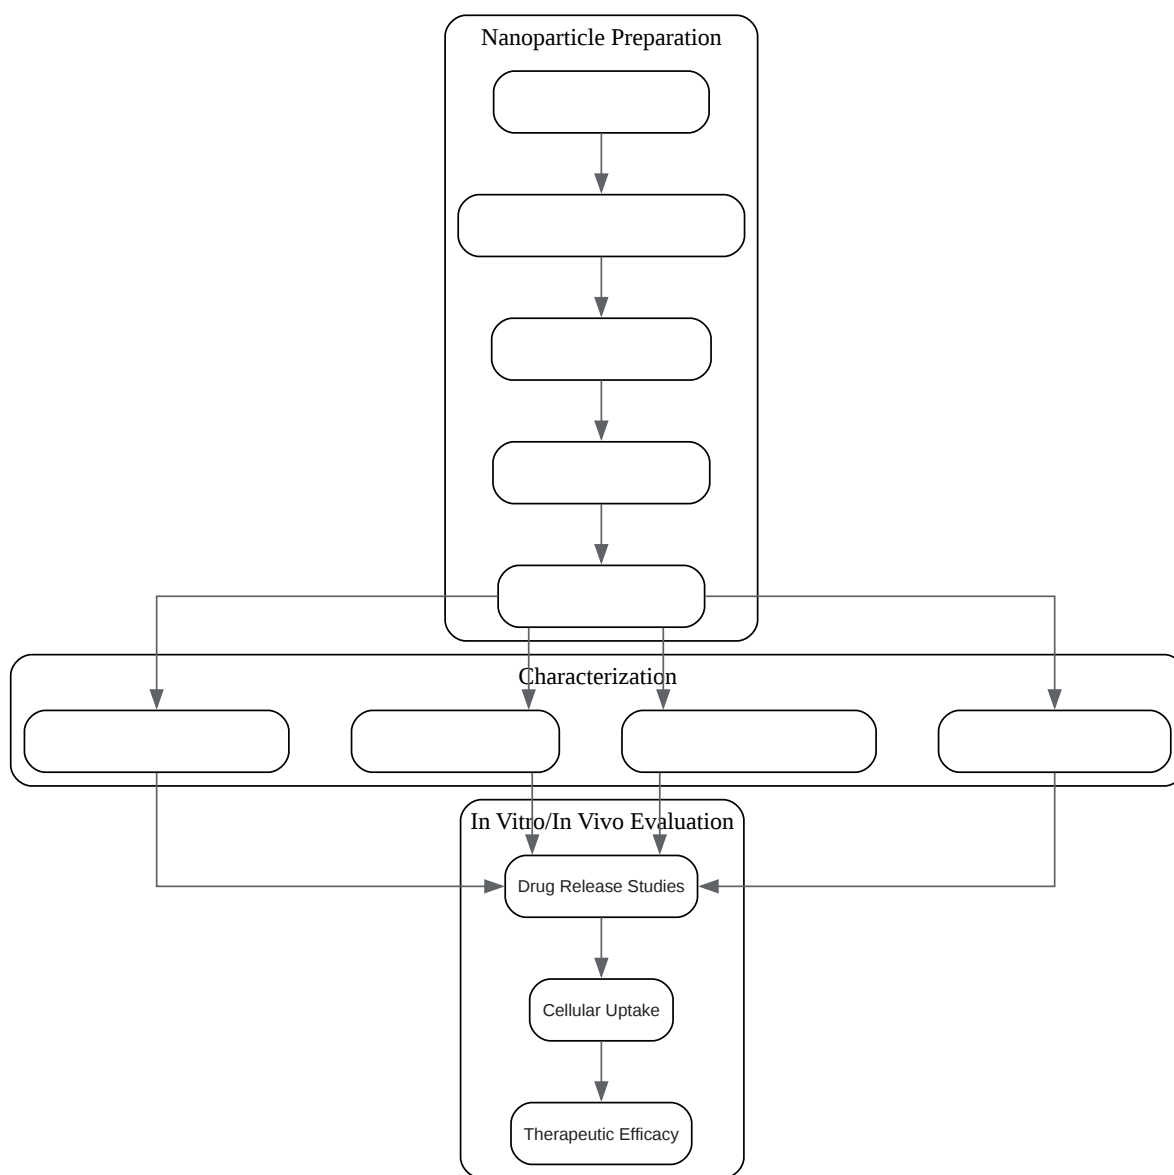 Nanoparticle Preparation
Characterization
In Vitro/In Vivo Evaluation
Drug Release Studies
Cellular Uptake
Therapeutic Efficacy